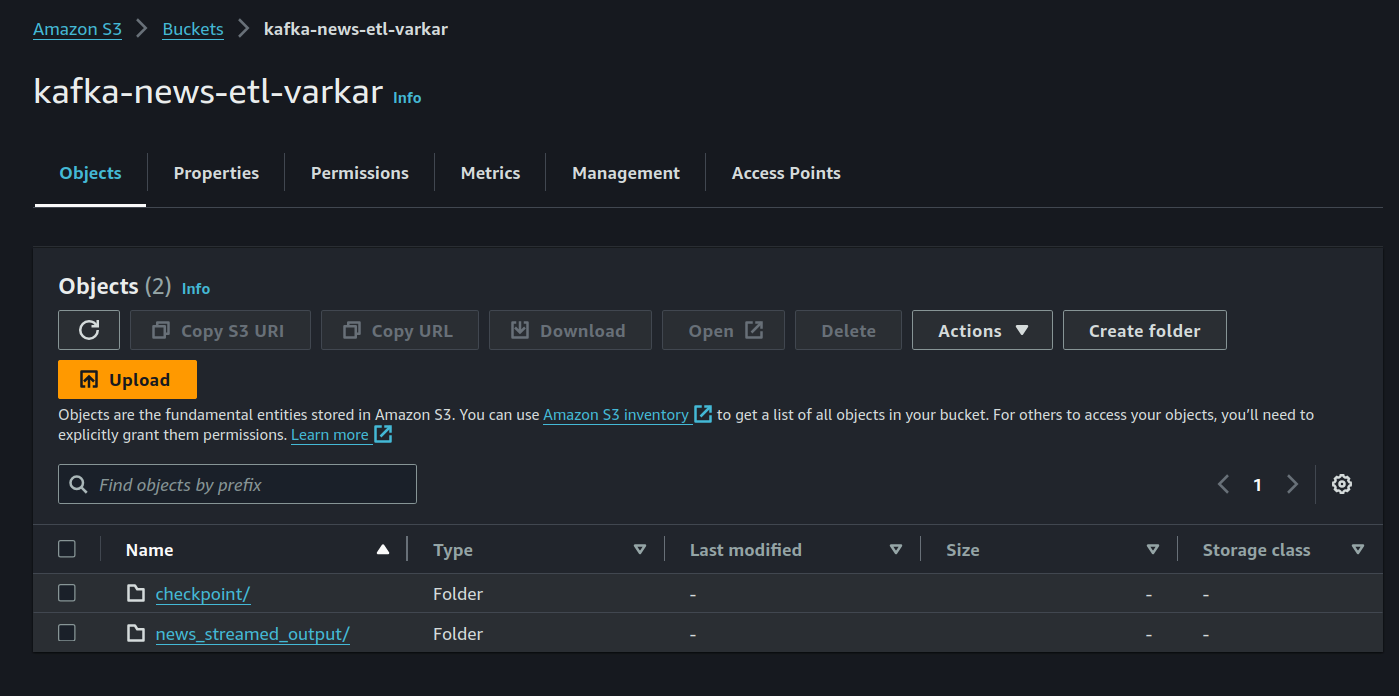 Amazon S3 > Buckets > kafka-news-etl-varkar
kafka-news-etl-varkar Info
Objects Properties Permissions Metrics Management Access Points
Objects (2) Info
Copy S3 URI Copy URL Download Open Delete Actions Create folder
Upload
Objects are the fundamental entities stored in Amazon S3. You can use Amazon S3 inventory to get a list of all objects in your bucket. For others to access your objects, you’ll need to
explicitly grant them permissions. Learn more
Find objects by prefix 1
Name Type Last modified Size Storage class
checkpoint/ Folder - - -
news_streamed_output/ Folder - - -